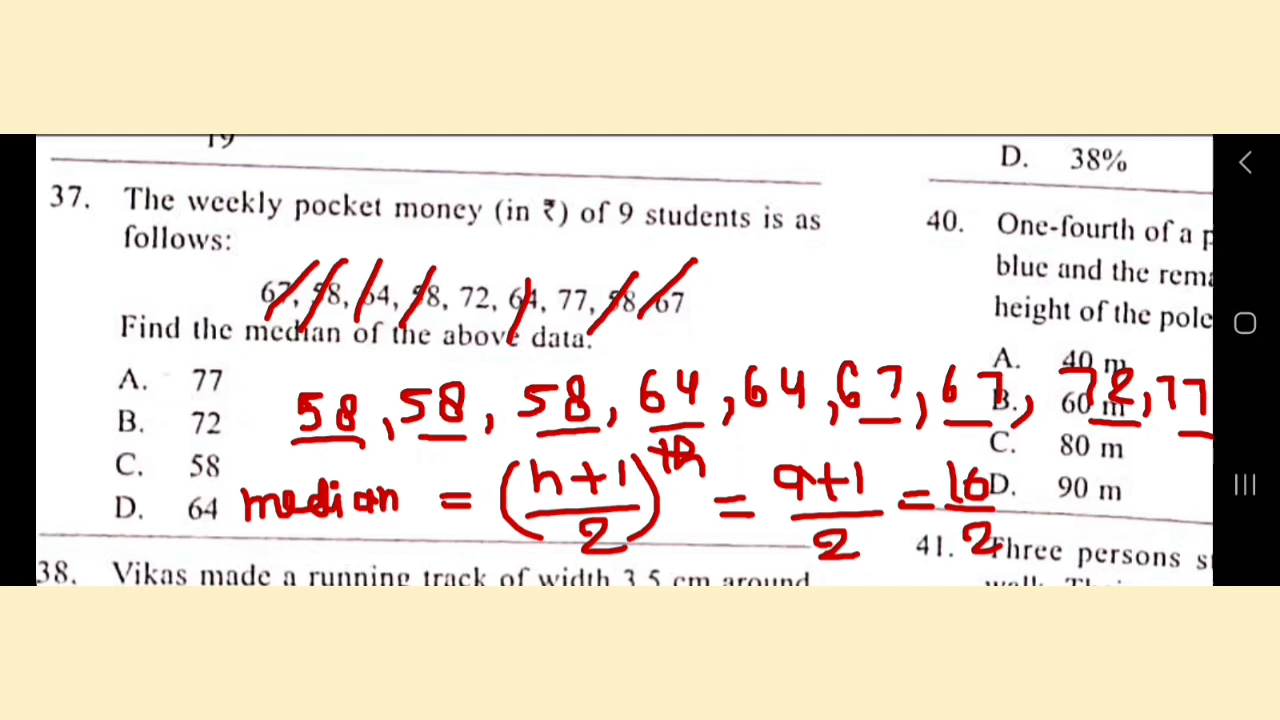 19
D. 38%
37. The weekly pocket money (in ₹) of 9 students is as
follows:
67, 58, 64, 58, 72, 64, 77, 58, 67
Find the median of the above data.
A. 77
B. 72
C. 58
D. 64
58, 58, 58, 64, 64, 67, 67, 72, 77
median = (n+1/2)th = 9+1/2 = 10/2
38. Vikas made a running track of width 3.5 cm around
40. One-fourth of a
blue and the
height of the pole
A. 40 m
B. 60 m
C. 80 m
D. 90 m
41. Three persons